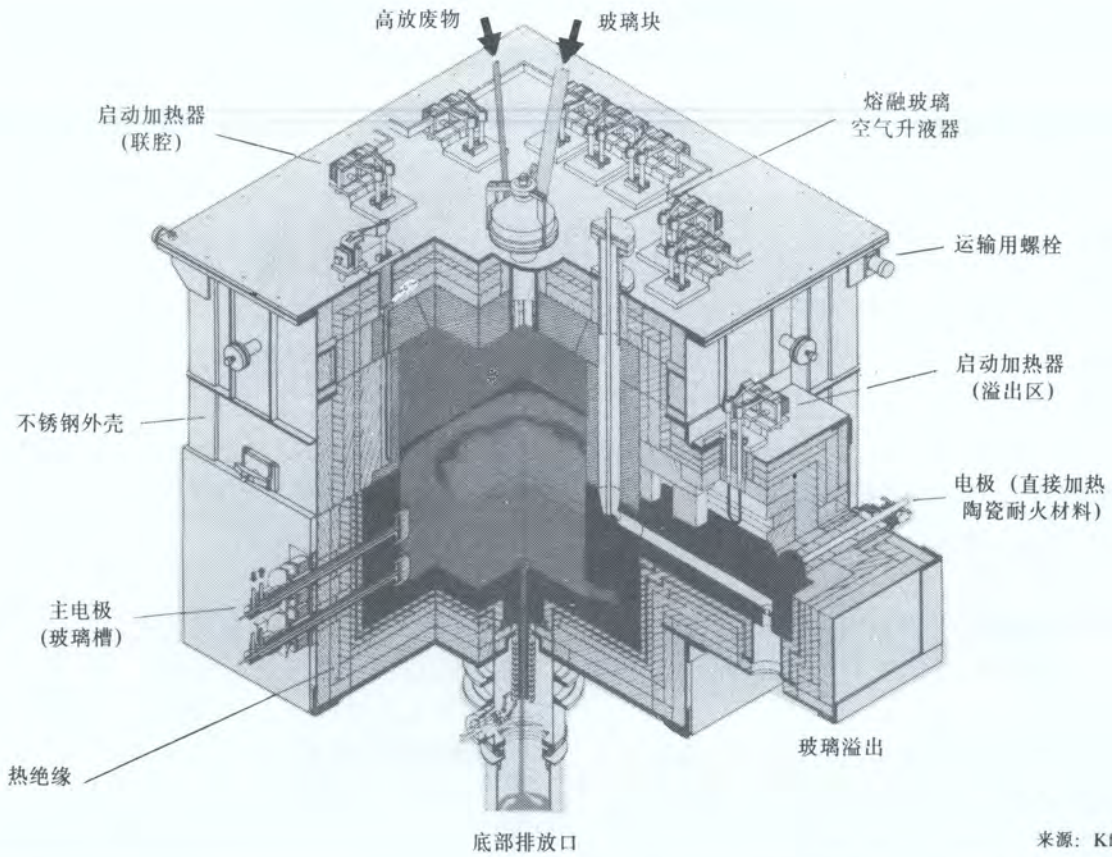 高放废物
玻璃块
启动加热器
(联腔)
熔融玻璃
空气升液器
运输用螺栓
启动加热器
(溢出区)
不锈钢外壳
电极 (直接加热
陶瓷耐火材料)
主电极
(玻璃槽)
玻璃溢出
热绝缘
底部排放口
来源: Kf